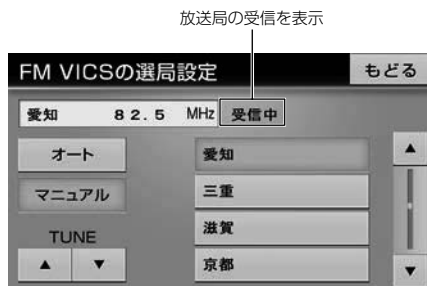 放送局の受信を表示
FM VICSの選局設定 もどる
愛知 82.5 MHz 受信中
オート 愛知 ▲
マニュアル 三重
TUNE 滋賀
▲ ▼ 京都 ▼